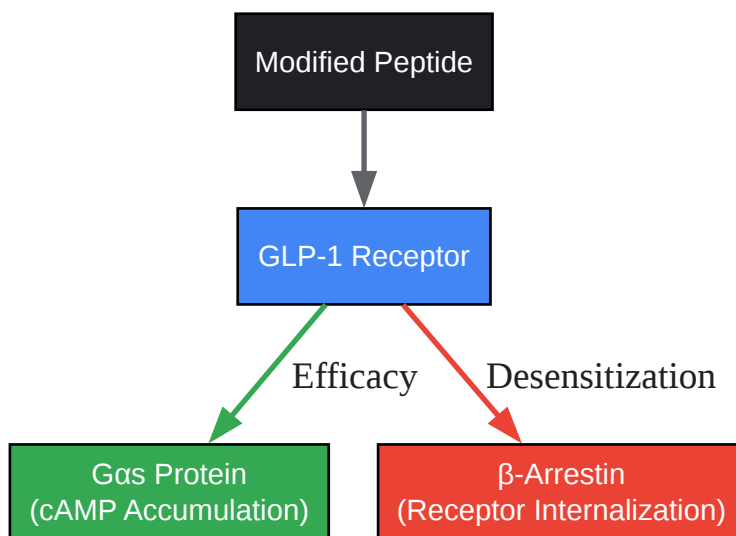 Modified Peptide
GLP-1 Receptor
Efficacy
Desensitization
Gαs Protein
(cAMP Accumulation)
β-Arrestin
(Receptor Internalization)